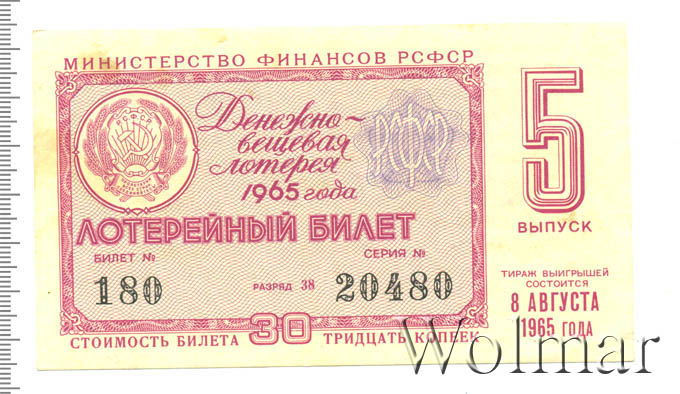 МИНИСТЕРСТВО ФИНАНСОВ РСФСР
РСФСР
Денежно-
вещевая
лотерея
1965 года
РСФСР
ЛОТЕРЕЙНЫЙ БИЛЕТ
БИЛЕТ №
СЕРИЯ №
180
РАЗРЯД 38
20480
СТОИМОСТЬ БИЛЕТА 30 ТРИДЦАТЬ КОПЕЕК
5
ВЫПУСК
ТИРАЖ ВЫИГРЫШЕЙ
СОСТОИТСЯ
8 АВГУСТА
1965 ГОДА
Wolmar